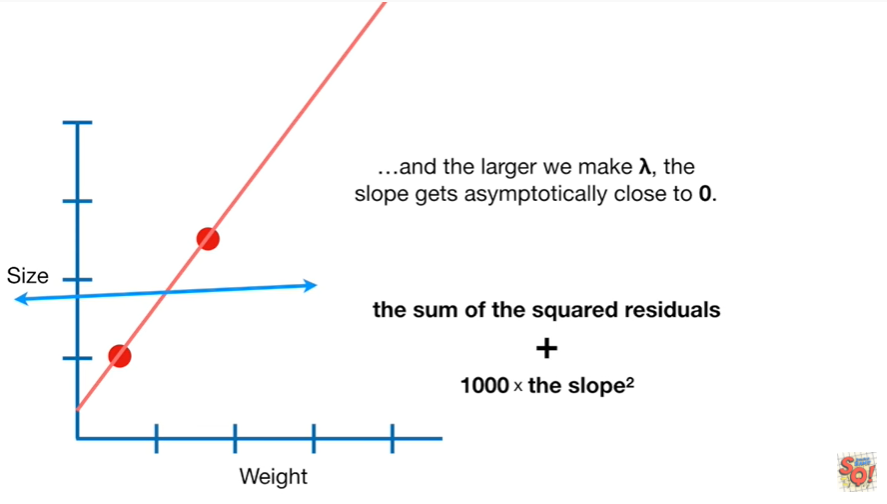 ...and the larger we make λ, the
slope gets asymptotically close to 0.
Size
the sum of the squared residuals
+
1000 x the slope²
Weight
SQ!